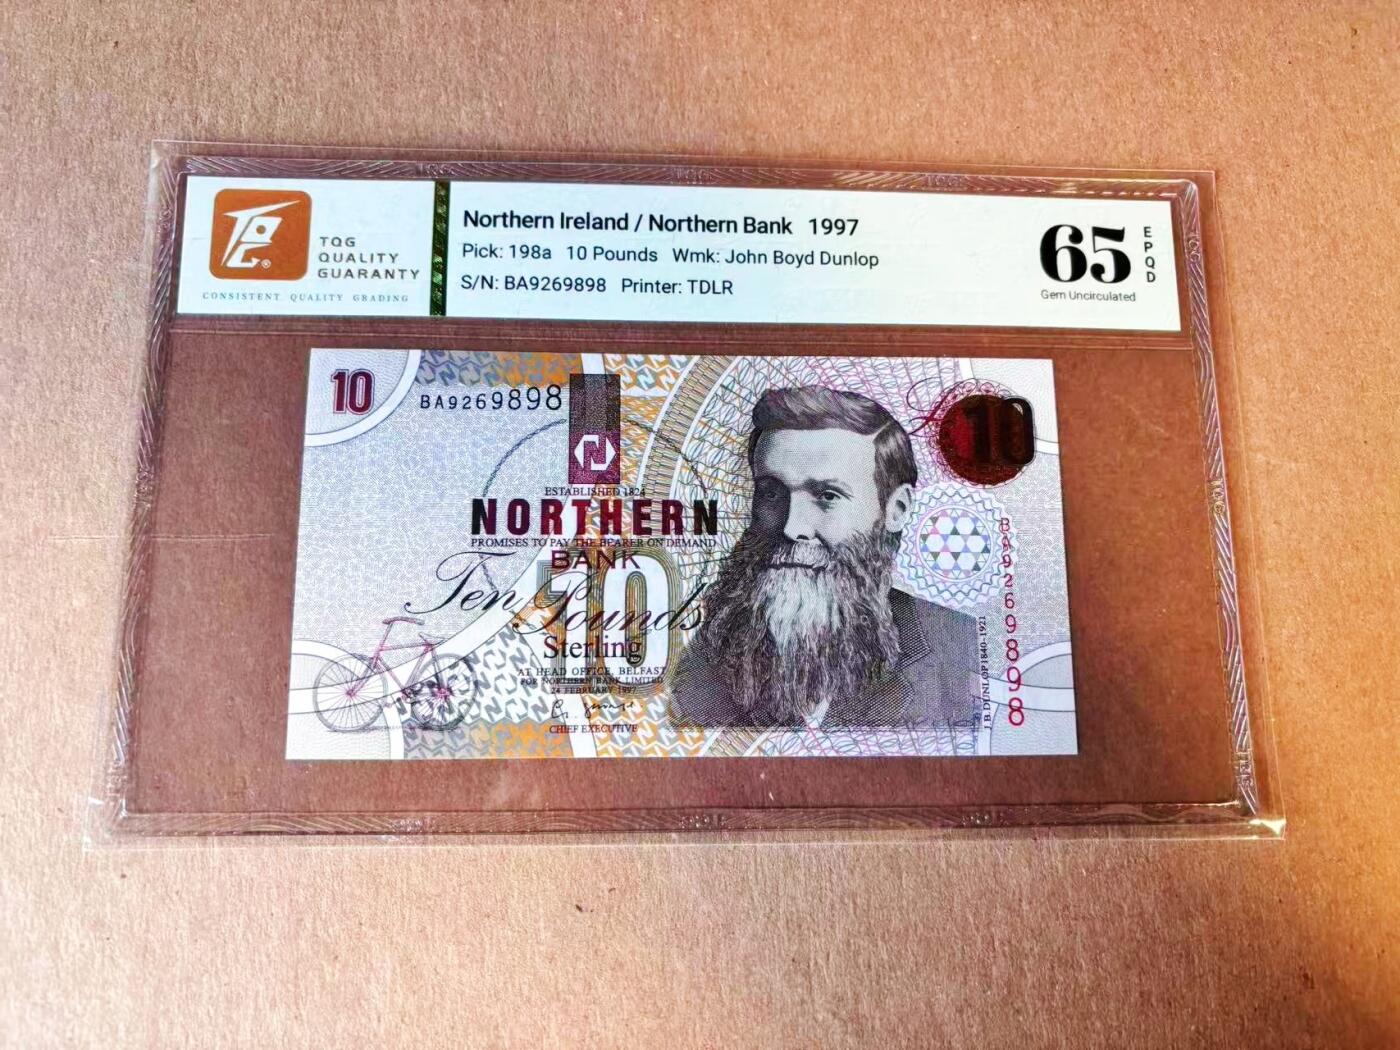 TQG
QUALITY
GUARANTY
CONSISTENT QUALITY GRADING
Northern Ireland / Northern Bank 1997
Pick: 198a 10 Pounds Wmk: John Boyd Dunlop
S/N: BA9269898 Printer: TDLR
65
EPQD
Gem Uncirculated
10
BA9269898
£10
ESTABLISHED 1824
NORTHERN
PROMISES TO PAY THE BEARER ON DEMAND
BANK
10
Ten Pounds
Sterling
AT HEAD OFFICE, BELFAST
FOR NORTHERN BANK LIMITED
24 FEBRUARY 1997
CHIEF EXECUTIVE
J.B.DUNLOP 1840-1921
BA9269898